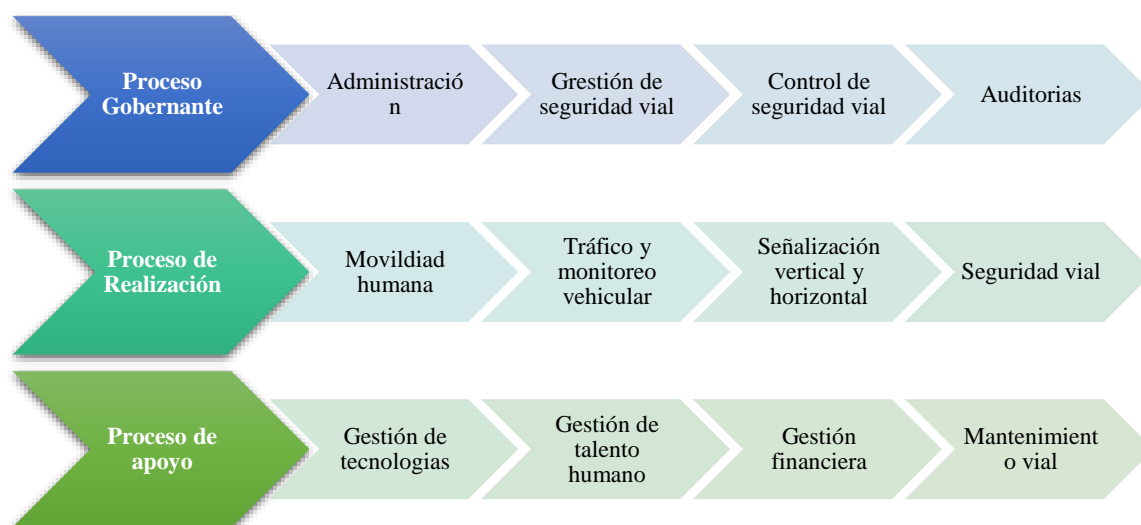 Proceso
Gobernante
Administració
n
Grestión de
seguridad vial
Control de
seguridad vial
Auditorias
Proceso de
Realización
Movildiad
humana
Tráfico y
monitoreo
vehicular
Señalización
vertical y
horizontal
Seguridad vial
Proceso de
apoyo
Gestión de
tecnologias
Gestión de
talento
humano
Gestión
financiera
Mantenimient
o vial